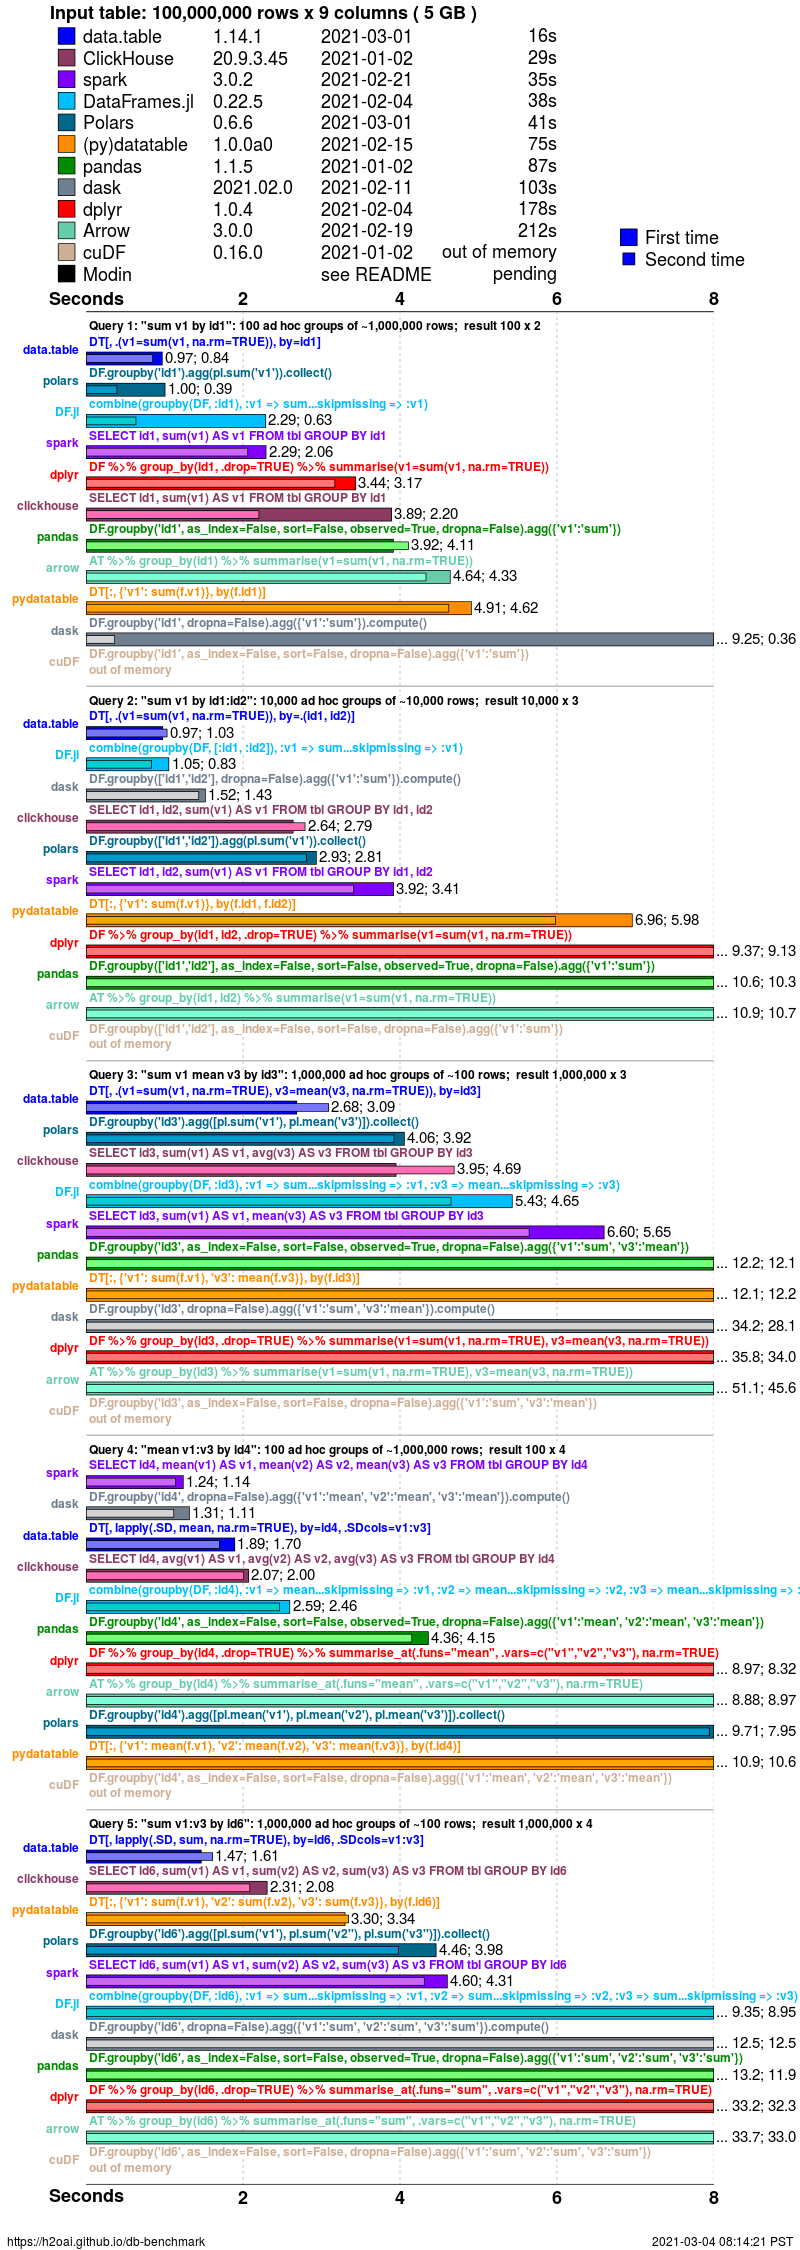 Input table: 100,000,000 rows x 9 columns ( 5 GB )
data.table 1.14.1 2021-03-01 16s
ClickHouse 20.9.3.45 2021-01-02 29s
spark 3.0.2 2021-02-21 35s
DataFrames.jl 0.22.5 2021-02-04 38s
Polars 0.6.6 2021-03-01 41s
(py)datatable 1.0.0a0 2021-02-15 75s
pandas 1.1.5 2021-01-02 87s
dask 2021.02.0 2021-02-11 103s
dplyr 1.0.4 2021-02-04 178s
Arrow 3.0.0 2021-02-19 212s
cuDF 0.16.0 2021-01-02 out of memory
Modin see README pending
First time
Second time
Seconds 2 4 6 8
Query 1: "sum v1 by id1": 100 ad hoc groups of ~1,000,000 rows;  result 100 x 2
DT[, .(v1=sum(v1, na.rm=TRUE)), by=id1]
data.table 0.97; 0.84
DF.groupby('id1').agg(pl.sum('v1')).collect()
polars 1.00; 0.39
combine(groupby(DF, :id1), :v1 => sum...skipmissing => :v1)
DF.jl 2.29; 0.63
SELECT id1, sum(v1) AS v1 FROM tbl GROUP BY id1
spark 2.29; 2.06
DF %>% group_by(id1, .drop=TRUE) %>% summarise(v1=sum(v1, na.rm=TRUE))
dplyr 3.44; 3.17
SELECT id1, sum(v1) AS v1 FROM tbl GROUP BY id1
clickhouse 3.89; 2.20
DF.groupby('id1', as_index=False, sort=False, observed=True, dropna=False).agg({'v1':'sum'})
pandas 3.92; 4.11
AT %>% group_by(id1) %>% summarise(v1=sum(v1, na.rm=TRUE))
arrow 4.64; 4.33
DT[:, {'v1': sum(f.v1)}, by(f.id1)]
pydatatable 4.91; 4.62
DF.groupby('id1', dropna=False).agg({'v1':'sum'}).compute()
dask ... 9.25; 0.36
DF.groupby('id1', as_index=False, sort=False, dropna=False).agg({'v1':'sum'})
cuDF out of memory
Query 2: "sum v1 by id1:id2": 10,000 ad hoc groups of ~10,000 rows;  result 10,000 x 3
DT[, .(v1=sum(v1, na.rm=TRUE)), by=.(id1, id2)]
data.table 0.97; 1.03
combine(groupby(DF, [:id1, :id2]), :v1 => sum...skipmissing => :v1)
DF.jl 1.05; 0.83
DF.groupby(['id1','id2'], dropna=False).agg({'v1':'sum'}).compute()
dask 1.52; 1.43
SELECT id1, id2, sum(v1) AS v1 FROM tbl GROUP BY id1, id2
clickhouse 2.64; 2.79
DF.groupby(['id1','id2']).agg(pl.sum('v1')).collect()
polars 2.93; 2.81
SELECT id1, id2, sum(v1) AS v1 FROM tbl GROUP BY id1, id2
spark 3.92; 3.41
DT[:, {'v1': sum(f.v1)}, by(f.id1, f.id2)]
pydatatable 6.96; 5.98
DF %>% group_by(id1, id2, .drop=TRUE) %>% summarise(v1=sum(v1, na.rm=TRUE))
dplyr ... 9.37; 9.13
DF.groupby(['id1','id2'], as_index=False, sort=False, observed=True, dropna=False).agg({'v1':'sum'})
pandas ... 10.6; 10.3
AT %>% group_by(id1, id2) %>% summarise(v1=sum(v1, na.rm=TRUE))
arrow ... 10.9; 10.7
DF.groupby(['id1','id2'], as_index=False, sort=False, dropna=False).agg({'v1':'sum'})
cuDF out of memory
Query 3: "sum v1 mean v3 by id3": 1,000,000 ad hoc groups of ~100 rows;  result 1,000,000 x 3
DT[, .(v1=sum(v1, na.rm=TRUE), v3=mean(v3, na.rm=TRUE)), by=id3]
data.table 2.68; 3.09
DF.groupby('id3').agg([pl.sum('v1'), pl.mean('v3')]).collect()
polars 4.06; 3.92
SELECT id3, sum(v1) AS v1, avg(v3) AS v3 FROM tbl GROUP BY id3
clickhouse 3.95; 4.69
combine(groupby(DF, :id3), :v1 => sum...skipmissing => :v1, :v3 => mean...skipmissing => :v3)
DF.jl 5.43; 4.65
SELECT id3, sum(v1) AS v1, mean(v3) AS v3 FROM tbl GROUP BY id3
spark 6.60; 5.65
DF.groupby('id3', as_index=False, sort=False, observed=True, dropna=False).agg({'v1':'sum', 'v3':'mean'})
pandas ... 12.2; 12.1
DT[:, {'v1': sum(f.v1), 'v3': mean(f.v3)}, by(f.id3)]
pydatatable ... 12.1; 12.2
DF.groupby('id3', dropna=False).agg({'v1':'sum', 'v3':'mean'}).compute()
dask ... 34.2; 28.1
DF %>% group_by(id3, .drop=TRUE) %>% summarise(v1=sum(v1, na.rm=TRUE), v3=mean(v3, na.rm=TRUE))
dplyr ... 35.8; 34.0
AT %>% group_by(id3) %>% summarise(v1=sum(v1, na.rm=TRUE), v3=mean(v3, na.rm=TRUE))
arrow ... 51.1; 45.6
DF.groupby('id3', as_index=False, sort=False, dropna=False).agg({'v1':'sum', 'v3':'mean'})
cuDF out of memory
Query 4: "mean v1:v3 by id4": 100 ad hoc groups of ~1,000,000 rows;  result 100 x 4
SELECT id4, mean(v1) AS v1, mean(v2) AS v2, mean(v3) AS v3 FROM tbl GROUP BY id4
spark 1.24; 1.14
DF.groupby('id4', dropna=False).agg({'v1':'mean', 'v2':'mean', 'v3':'mean'}).compute()
dask 1.31; 1.11
DT[, lapply(.SD, mean, na.rm=TRUE), by=id4, .SDcols=v1:v3]
data.table 1.89; 1.70
SELECT id4, avg(v1) AS v1, avg(v2) AS v2, avg(v3) AS v3 FROM tbl GROUP BY id4
clickhouse 2.07; 2.00
combine(groupby(DF, :id4), :v1 => mean...skipmissing => :v1, :v2 => mean...skipmissing => :v2, :v3 => mean...skipmissing => :
DF.jl 2.59; 2.46
DF.groupby('id4', as_index=False, sort=False, observed=True, dropna=False).agg({'v1':'mean', 'v2':'mean', 'v3':'mean'})
pandas 4.36; 4.15
DF %>% group_by(id4, .drop=TRUE) %>% summarise_at(.funs="mean", .vars=c("v1","v2","v3"), na.rm=TRUE)
dplyr ... 8.97; 8.32
AT %>% group_by(id4) %>% summarise_at(.funs="mean", .vars=c("v1","v2","v3"), na.rm=TRUE)
arrow ... 8.88; 8.97
DF.groupby('id4').agg([pl.mean('v1'), pl.mean('v2'), pl.mean('v3')]).collect()
polars ... 9.71; 7.95
DT[:, {'v1': mean(f.v1), 'v2': mean(f.v2), 'v3': mean(f.v3)}, by(f.id4)]
pydatatable ... 10.9; 10.6
DF.groupby('id4', as_index=False, sort=False, dropna=False).agg({'v1':'mean', 'v2':'mean', 'v3':'mean'})
cuDF out of memory
Query 5: "sum v1:v3 by id6": 1,000,000 ad hoc groups of ~100 rows;  result 1,000,000 x 4
DT[, lapply(.SD, sum, na.rm=TRUE), by=id6, .SDcols=v1:v3]
data.table 1.47; 1.61
SELECT id6, sum(v1) AS v1, sum(v2) AS v2, sum(v3) AS v3 FROM tbl GROUP BY id6
clickhouse 2.31; 2.08
DT[:, {'v1': sum(f.v1), 'v2': sum(f.v2), 'v3': sum(f.v3)}, by(f.id6)]
pydatatable 3.30; 3.34
DF.groupby('id6').agg([pl.sum('v1'), pl.sum('v2"), pl.sum('v3")]).collect()
polars 4.46; 3.98
SELECT id6, sum(v1) AS v1, sum(v2) AS v2, sum(v3) AS v3 FROM tbl GROUP BY id6
spark 4.60; 4.31
combine(groupby(DF, :id6), :v1 => sum...skipmissing => :v1, :v2 => sum...skipmissing => :v2, :v3 => sum...skipmissing => :v3)
DF.jl ... 9.35; 8.95
DF.groupby('id6', dropna=False).agg({'v1':'sum', 'v2':'sum', 'v3':'sum'}).compute()
dask ... 12.5; 12.5
DF.groupby('id6', as_index=False, sort=False, observed=True, dropna=False).agg({'v1':'sum', 'v2':'sum', 'v3':'sum'})
pandas ... 13.2; 11.9
DF %>% group_by(id6, .drop=TRUE) %>% summarise_at(.funs="sum", .vars=c("v1","v2","v3"), na.rm=TRUE)
dplyr ... 33.2; 32.3
AT %>% group_by(id6) %>% summarise_at(.funs="sum", .vars=c("v1","v2","v3"), na.rm=TRUE)
arrow ... 33.7; 33.0
DF.groupby('id6', as_index=False, sort=False, dropna=False).agg({'v1':'sum', 'v2':'sum', 'v3':'sum'})
cuDF out of memory
Seconds 2 4 6 8
https://h2oai.github.io/db-benchmark 2021-03-04 08:14:21 PST